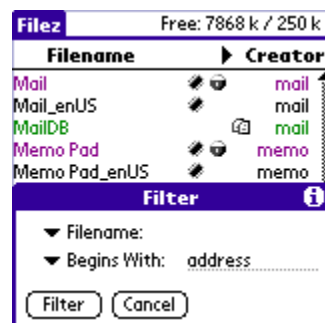 Filez Free: 7868 k / 250 k
Filename Creator
Mail mail
Mail_enUS mail
MailDB mail
Memo Pad memo
Memo Pad_enUS memo
Filter i
Filename:
Begins With: address
Filter Cancel